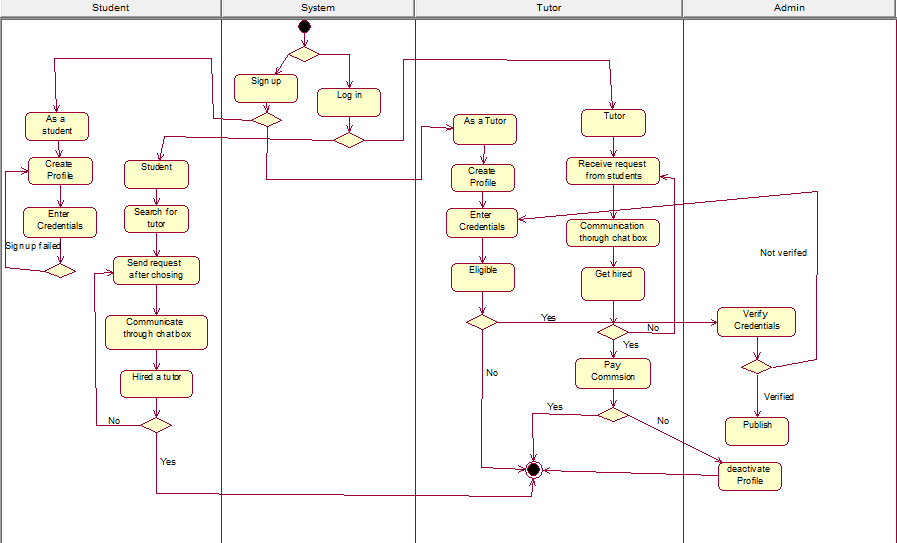 Student
System
Tutor
Admin
Sign up
Log in
As a
student
Create
Profile
Enter
Credentials
Sign up failed
Student
Search for
tutor
Send request
after chosing
Communicate
through chat box
Hired a tutor
No
Yes
As a Tutor
Create
Profile
Enter
Credentials
Eligible
Yes
No
Tutor
Receive request
from students
Communication
though chat box
Get hired
No
Yes
Pay
Commsion
Yes
No
Not verifed
Verify
Credentials
Verified
Publish
deactivate
Profile